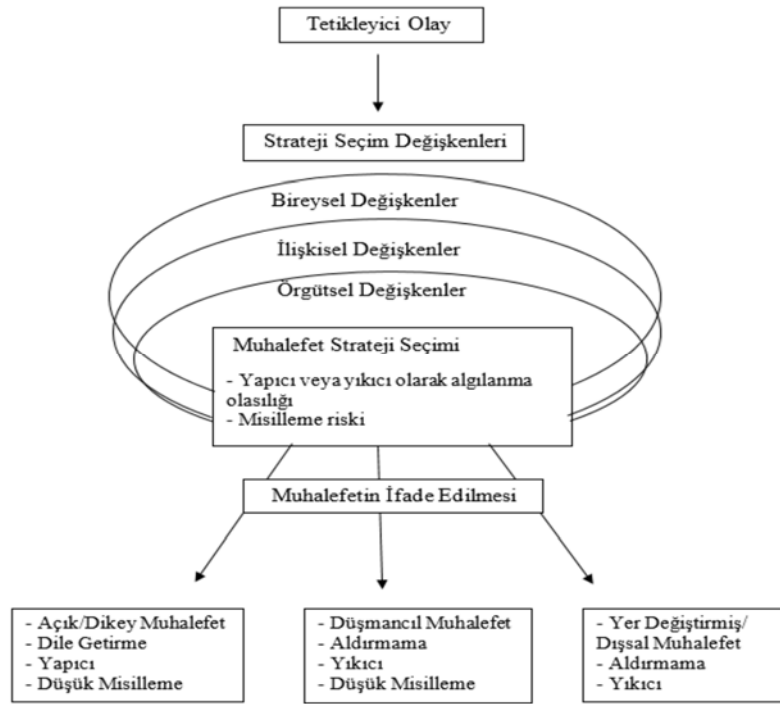 Tetikleyici Olay
Strateji Seçim Değişkenleri
Bireysel Değişkenler
İlişkisel Değişkenler
Örgütsel Değişkenler
Muhalefet Strateji Seçimi
- Yapıcı veya yıkıcı olarak algılanma
olasılığı
- Misilleme riski
Muhalefetin İfade Edilmesi
- Açık/Dikey Muhalefet
- Dile Getirme
- Yapıcı
- Düşük Misilleme
- Düşmancıl Muhalefet
- Aldırmama
- Yıkıcı
- Düşük Misilleme
- Yer Değiştirmiş/
Dışsal Muhalefet
- Aldırmama
- Yıkıcı